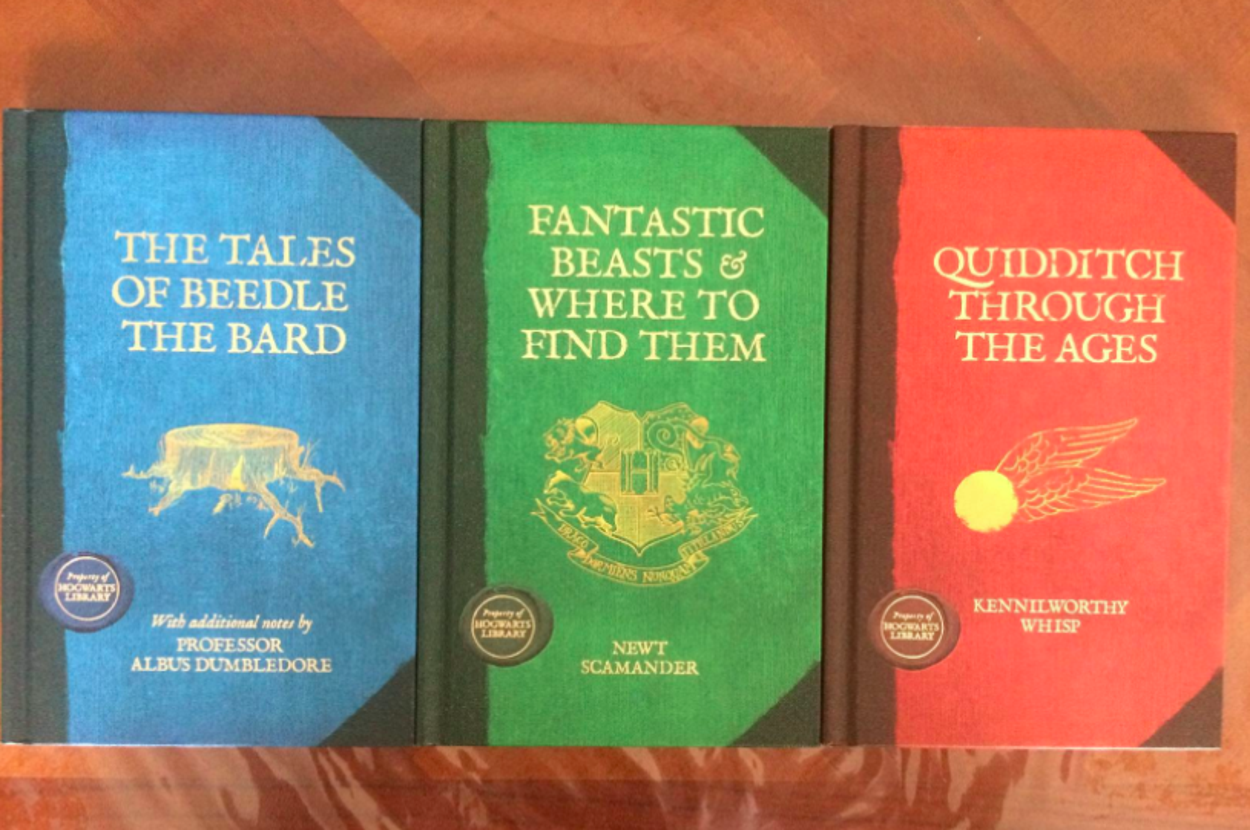 THE TALES
OF BEEDLE
THE BARD
Property of
HOGWARTS
LIBRARY
With additional notes by
PROFESSOR
ALBUS DUMBLEDORE
FANTASTIC
BEASTS &
WHERE TO
FIND THEM
H
DRACO
DORMIENS NUNQUAM
TITILLANDUS
Property of
HOGWARTS
LIBRARY
NEWT
SCAMANDER
QUIDDITCH
THROUGH
THE AGES
Property of
HOGWARTS
LIBRARY
KENNILWORTHY
WHISP